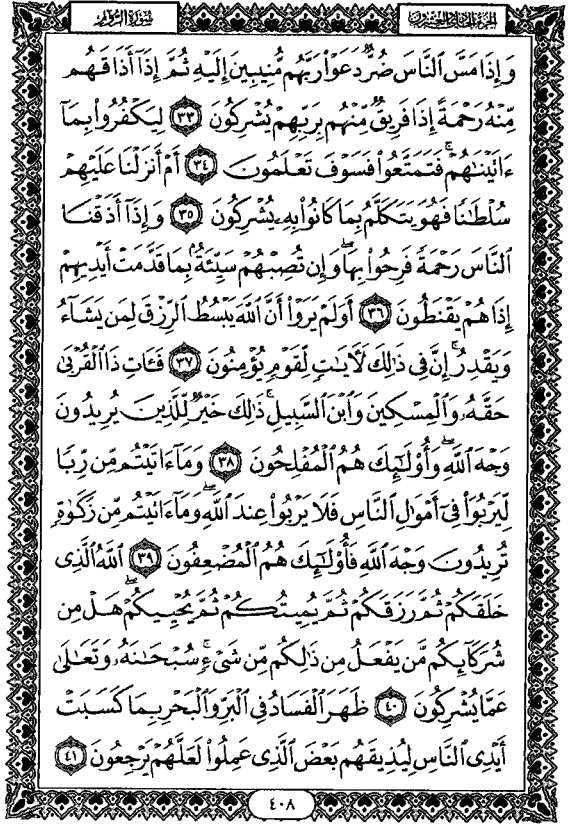 سُورَةُ الرُّومِ
الجزء الحادي والعشرون
وَإِذَا مَسَّ ٱلنَّاسَ ضُرٌّ دَعَوْا۟ رَبَّهُم مُّنِيبِينَ إِلَيْهِ ثُمَّ إِذَآ أَذَاقَهُم
مِّنْهُ رَحْمَةً إِذَا فَرِيقٌ مِّنْهُم بِرَبِّهِمْ يُشْرِكُونَ ٣٣ لِيَكْفُرُوا۟ بِمَآ
ءَاتَيْنَٰهُمْ ۚ فَتَمَتَّعُوا۟ فَسَوْفَ تَعْلَمُونَ ٣٤ أَمْ أَنزَلْنَا عَلَيْهِمْ
سُلْطَٰنًا فَهُوَ يَتَكَلَّمُ بِمَا كَانُوا۟ بِهِۦ يُشْرِكُونَ ٣٥ وَإِذَآ أَذَقْنَا
ٱلنَّاسَ رَحْمَةً فَرِحُوا۟ بِهَا ۖ وَإِن تُصِبْهُمْ سَيِّئَةٌۢ بِمَا قَدَّمَتْ أَيْدِيهِمْ
إِذَا هُمْ يَقْنَطُونَ ٣٦ أَوَلَمْ يَرَوْا۟ أَنَّ ٱللَّهَ يَبْسُطُ ٱلرِّزْقَ لِمَن يَشَآءُ
وَيَقْدِرُ ۚ إِنَّ فِى ذَٰلِكَ لَءَايَٰتٍ لِّقَوْمٍ يُؤْمِنُونَ ٣٧ فَـَٔاتِ ذَا ٱلْقُرْبَىٰ
حَقَّهُۥ وَٱلْمِسْكِينَ وَٱبْنَ ٱلسَّبِيلِ ۚ ذَٰلِكَ خَيْرٌ لِّلَّذِينَ يُرِيدُونَ
وَجْهَ ٱللَّهِ ۖ وَأُو۟لَٰٓئِكَ هُمُ ٱلْمُفْلِحُونَ ٣٨ وَمَآ ءَاتَيْتُم مِّن رِّبًا
لِّيَرْبُوَا۟ فِىٓ أَمْوَٰلِ ٱلنَّاسِ فَلَا يَرْبُوا۟ عِندَ ٱللَّهِ ۖ وَمَآ ءَاتَيْتُم مِّن زَكَوٰةٍ
تُرِيدُونَ وَجْهَ ٱللَّهِ فَأُو۟لَٰٓئِكَ هُمُ ٱلْمُضْعِفُونَ ٣٩ ٱللَّهُ ٱلَّذِى
خَلَقَكُمْ ثُمَّ رَزَقَكُمْ ثُمَّ يُمِيتُكُمْ ثُمَّ يُحْيِيكُمْ ۖ هَلْ مِن
شُرَكَآئِكُم مَّن يَفْعَلُ مِن ذَٰلِكُم مِّن شَىْءٍ ۚ سُبْحَٰنَهُۥ وَتَعَٰلَىٰ
عَمَّا يُشْرِكُونَ ٤٠ ظَهَرَ ٱلْفَسَادُ فِى ٱلْبَرِّ وَٱلْبَحْرِ بِمَا كَسَبَتْ
أَيْدِى ٱلنَّاسِ لِيُذِيقَهُم بَعْضَ ٱلَّذِى عَمِلُوا۟ لَعَلَّهُمْ يَرْجِعُونَ ٤١
٤٠٨